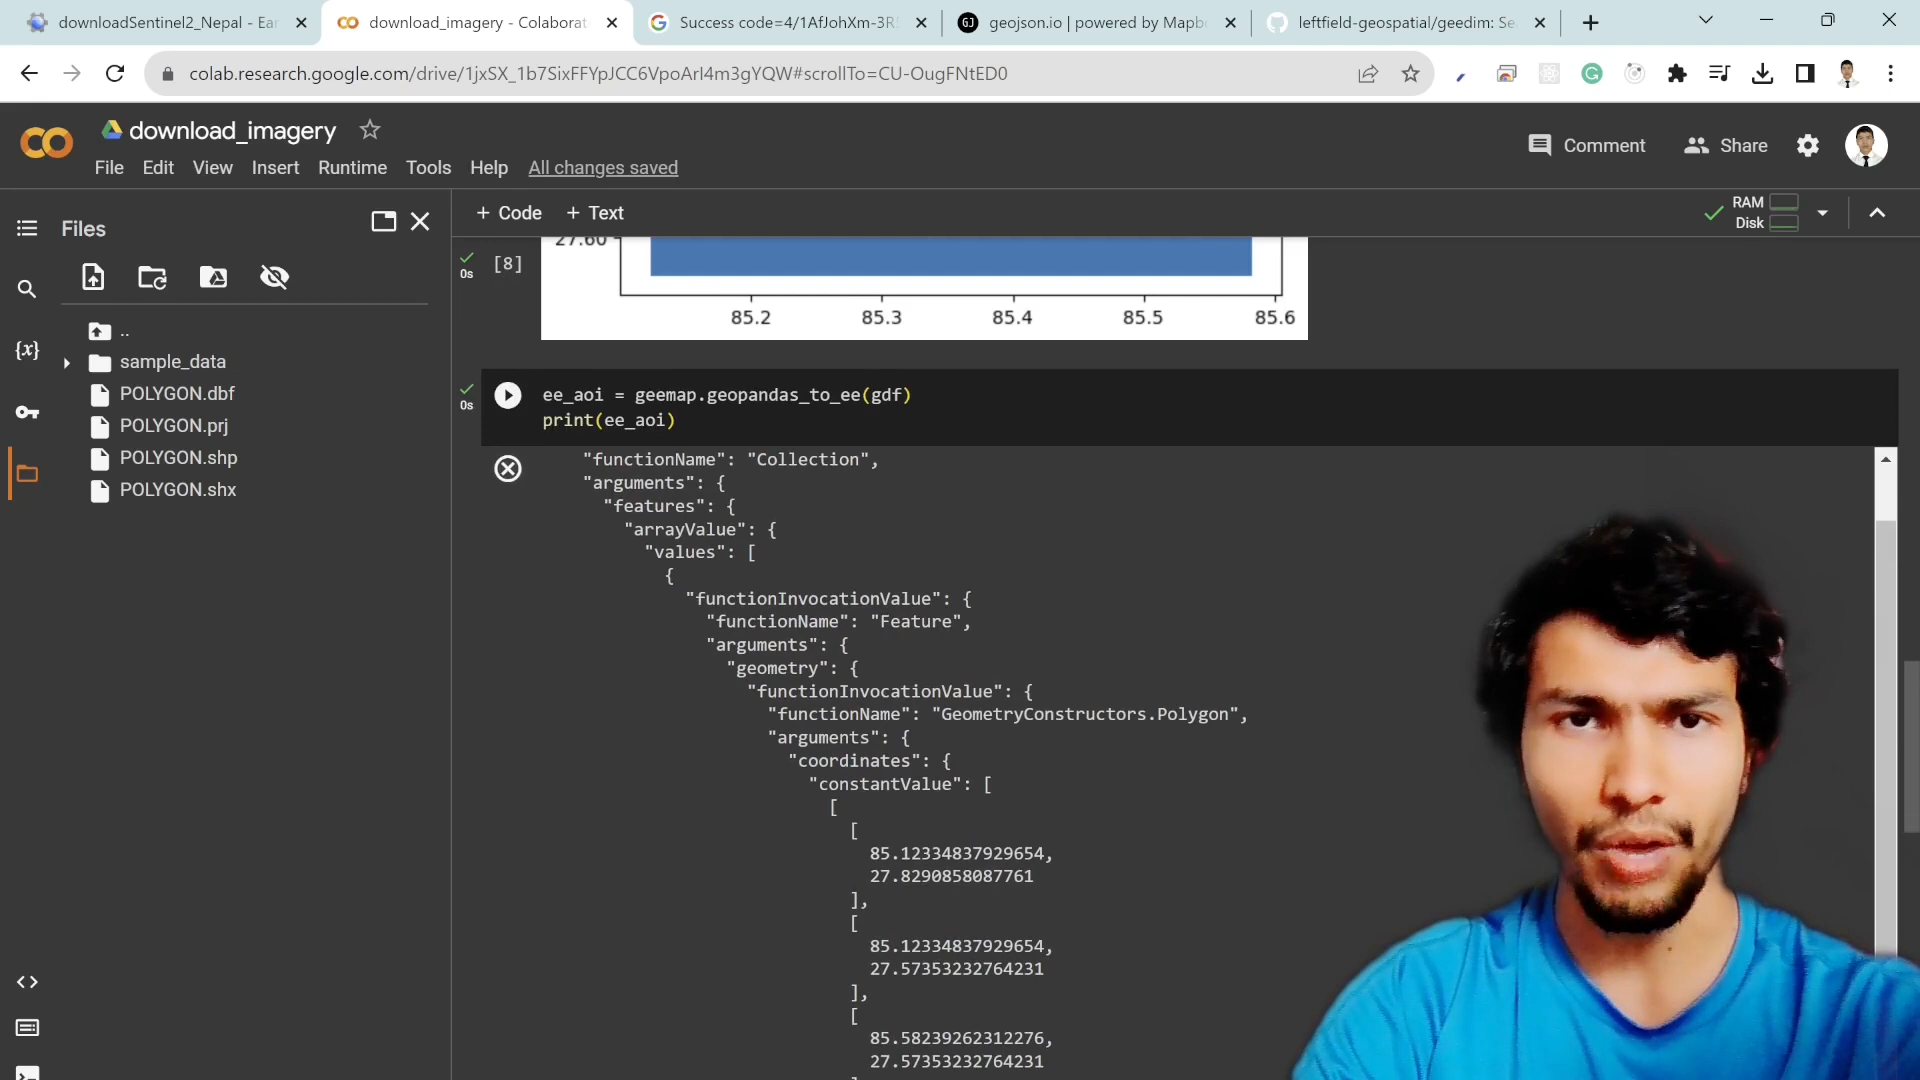 downloadSentinel2_Nepal - Ear
download_imagery - Colaborat
Success code=4/1AfJohXm-3R
geojson.io | powered by Mapb
leftfield-geospatial/geedim: Se
colab.research.google.com/drive/1jxSX_1b7SixFFYpJCC6VpoArI4m3gYQW#scrollTo=CU-OugFNtED0
download_imagery
File Edit View Insert Runtime Tools Help All changes saved
Comment Share
Files
+ Code + Text
RAM
Disk
..
sample_data
POLYGON.dbf
POLYGON.prj
POLYGON.shp
POLYGON.shx
{x}
0s
[8]
27.60
85.2 85.3 85.4 85.5 85.6
0s
ee_aoi = geemap.geopandas_to_ee(gdf)
print(ee_aoi)
"functionName": "Collection",
"arguments": {
"features": {
"arrayValue": {
"values": [
{
"functionInvocationValue": {
"functionName": "Feature",
"arguments": {
"geometry": {
"functionInvocationValue": {
"functionName": "GeometryConstructors.Polygon",
"arguments": {
"coordinates": {
"constantValue": [
[
[
85.12334837929654,
27.8290858087761
],
[
85.12334837929654,
27.57353232764231
],
[
85.58239262312276,
27.57353232764231